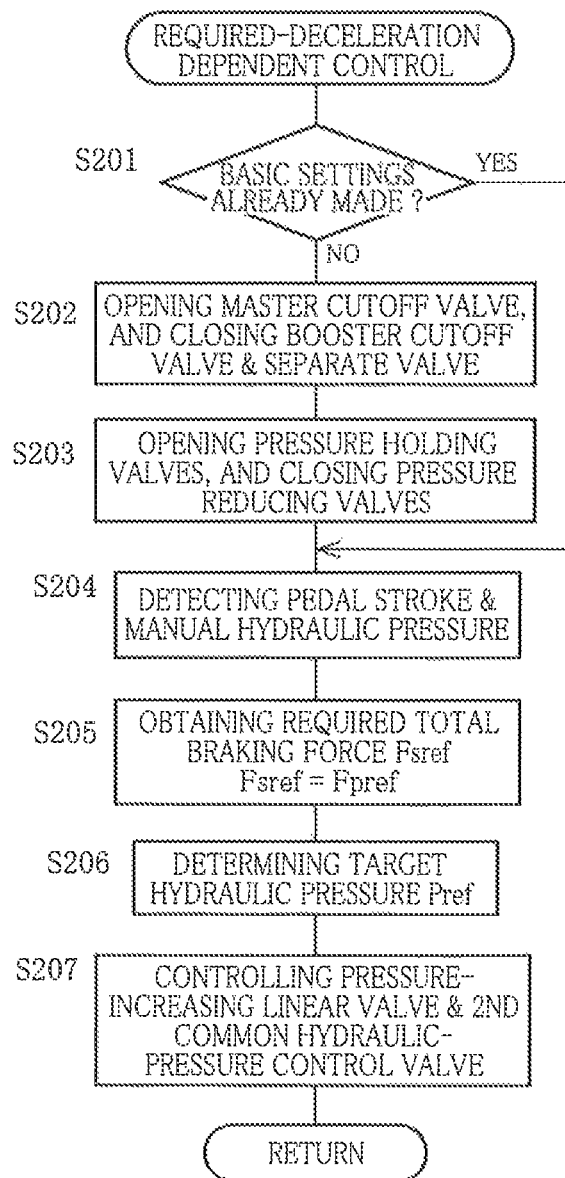 REQUIRED-DECELERATION
DEPENDENT CONTROL
S201
BASIC SETTINGS
ALREADY MADE ?
YES
NO
S202
OPENING MASTER CUTOFF VALVE,
AND CLOSING BOOSTER CUTOFF
VALVE & SEPARATE VALVE
S203
OPENING PRESSURE HOLDING
VALVES, AND CLOSING PRESSURE
REDUCING VALVES
S204
DETECTING PEDAL STROKE &
MANUAL HYDRAULIC PRESSURE
S205
OBTAINING REQUIRED TOTAL
BRAKING FORCE Fsref
Fsref = Fpref
S206
DETERMINING TARGET
HYDRAULIC PRESSURE Pref
S207
CONTROLLING PRESSURE-
INCREASING LINEAR VALVE & 2ND
COMMON HYDRAULIC-
PRESSURE CONTROL VALVE
RETURN